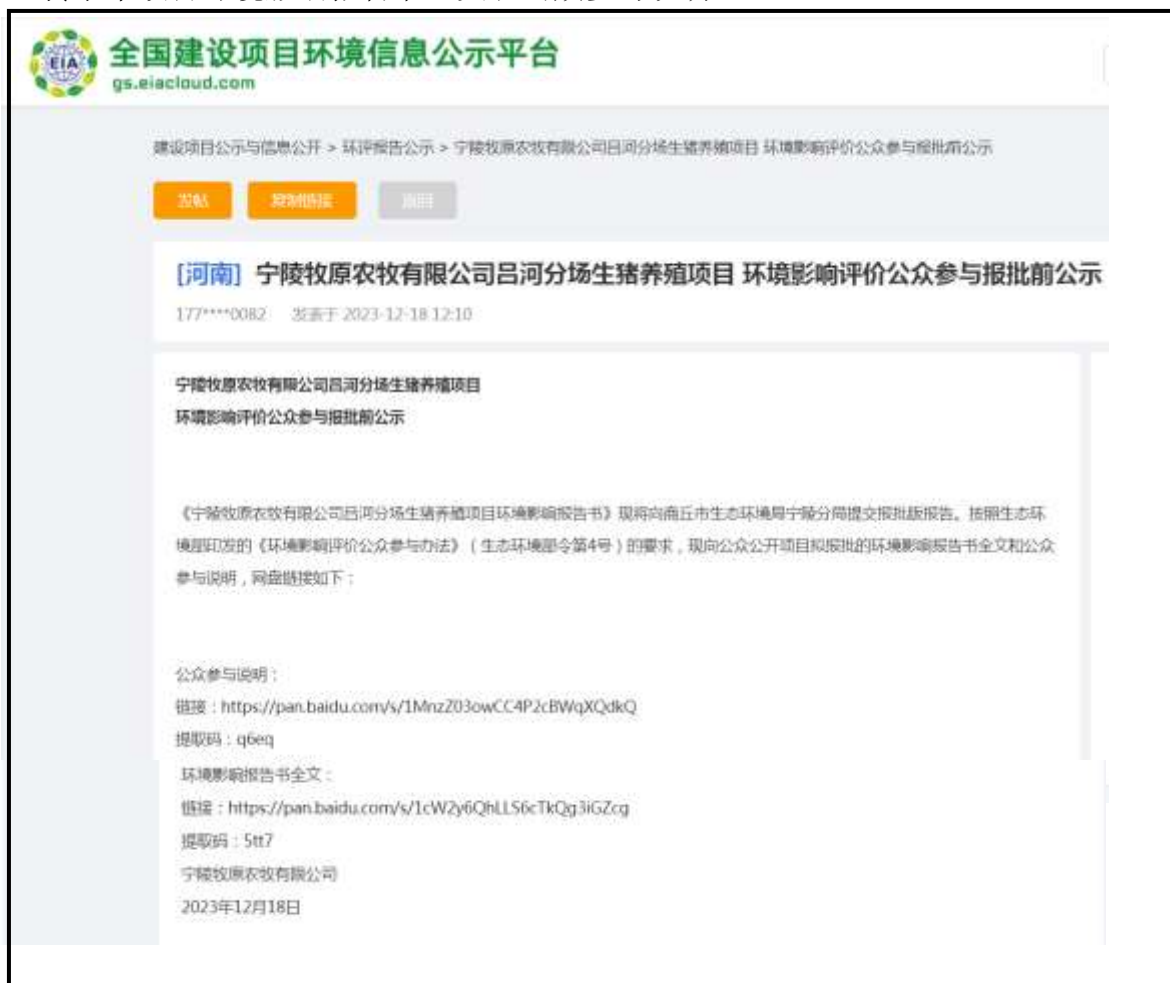 EIA
全国建设项目环境信息公示平台
gs.eiacloud.com
建设项目公示与信息公开 > 环评报告公示 > 宁陵牧原农牧有限公司吕河分场生猪养殖项目 环境影响评价公众参与报批前公示
发帖 复制链接 返回
[河南] 宁陵牧原农牧有限公司吕河分场生猪养殖项目 环境影响评价公众参与报批前公示
177****0082 发表于 2023-12-18 12:10
宁陵牧原农牧有限公司吕河分场生猪养殖项目
环境影响评价公众参与报批前公示
《宁陵牧原农牧有限公司吕河分场生猪养殖项目环境影响报告书》现将向商丘市生态环境局宁陵分局提交报批版报告。按照生态环
境部印发的《环境影响评价公众参与办法》（生态环境部令第4号）的要求，现向公众公开项目拟报批的环境影响报告书全文和公众
参与说明，网盘链接如下：
公众参与说明：
链接：https://pan.baidu.com/s/1MnzZ03owCC4P2cBWqXQdkQ
提取码：q6eq
环境影响报告书全文：
链接：https://pan.baidu.com/s/1cW2y6QhLLS6cTkQg3iGZcg
提取码：5tt7
宁陵牧原农牧有限公司
2023年12月18日